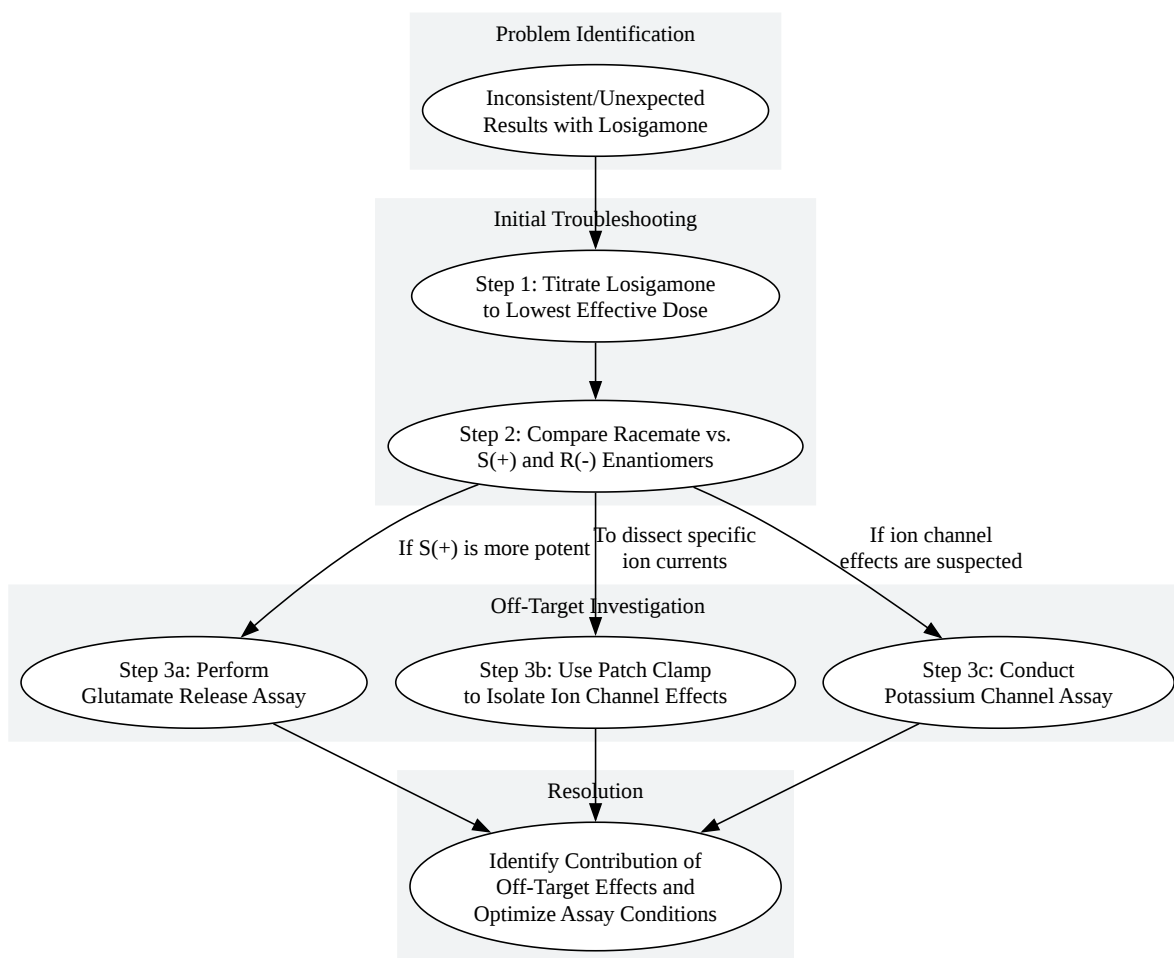 Problem Identification
Inconsistent/Unexpected
Results with Losigamone
Initial Troubleshooting
Step 1: Titrate Losigamone
to Lowest Effective Dose
Step 2: Compare Racemate vs.
S(+) and R(-) Enantiomers
If S(+) is more potent
To dissect specific
ion currents
If ion channel
effects are suspected
Off-Target Investigation
Step 3a: Perform
Glutamate Release Assay
Step 3b: Use Patch Clamp
to Isolate Ion Channel Effects
Step 3c: Conduct
Potassium Channel Assay
Resolution
Identify Contribution of
Off-Target Effects and
Optimize Assay Conditions